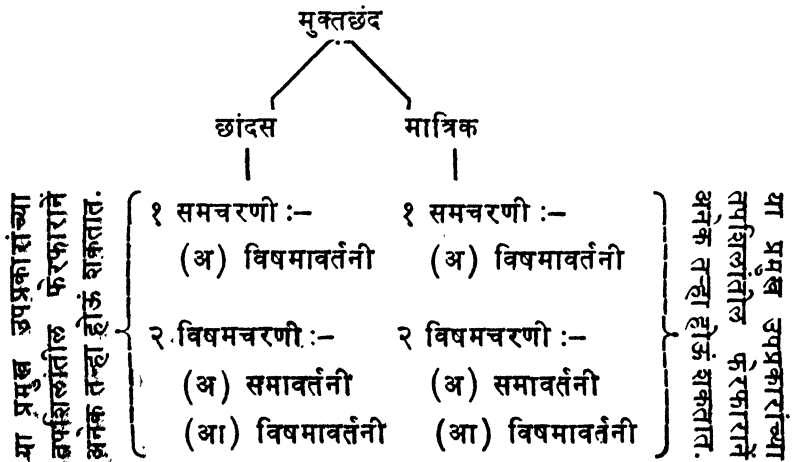 मुक्तछंद
छांदस मात्रिक
या प्रमुख उपप्रकारांच्या
तपशिलांतील फेरफाराने
अनेक तऱ्हा होऊं शकतात.
१ समचरणी :–
(अ) विषमावर्तनी
२ विषमचरणी :–
(अ) समावर्तनी
(आ) विषमावर्तनी
१ समचरणी :–
(अ) विषमावर्तनी
२ विषमचरणी :–
(अ) समावर्तनी
(आ) विषमावर्तनी
या प्रमुख उपप्रकारांच्या
तपशिलांतील फेरफारानें
अनेक तऱ्हा होऊं शकतात.